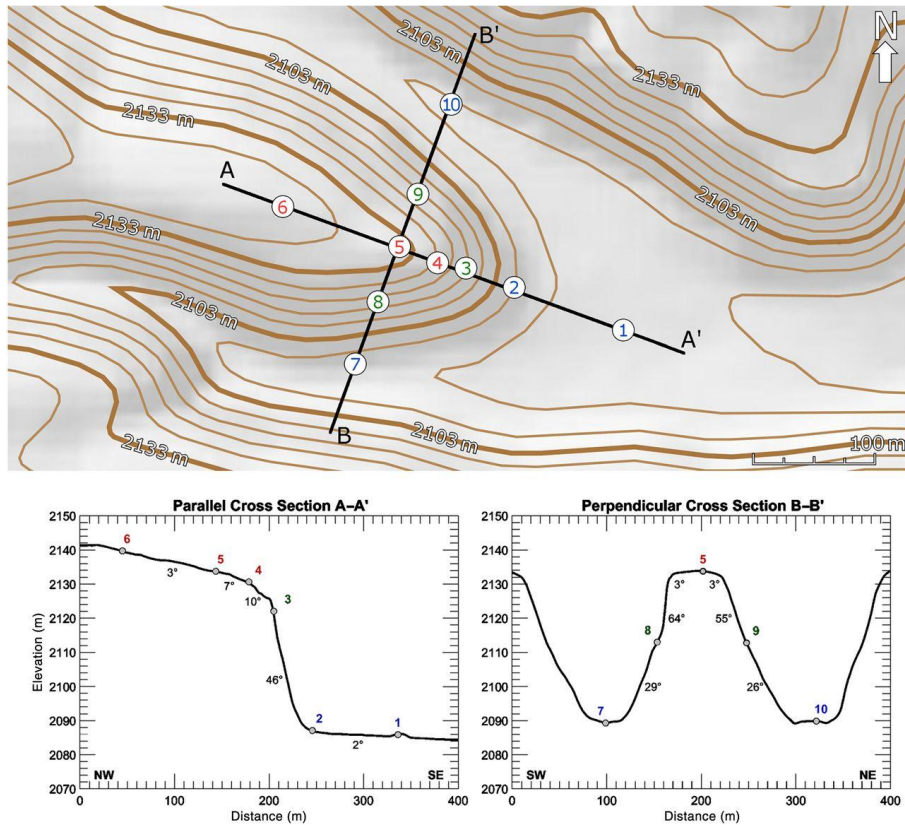 B'
N
2103 m
2103 m
2133 m
2133 m
10
A
9
6
2103 m
2133 m
5
4
3
2
8
2103 m
1
A'
7
B
2103 m
2133 m
100 m
Parallel Cross Section A–A'
2150
2140
2130
2120
2110
2100
2090
2080
2070
Elevation (m)
6
5
4
3
3°
7°
10°
46°
2
1
2°
NW
SE
0
100
200
300
400
Distance (m)
Perpendicular Cross Section B–B'
2150
2140
2130
2120
2110
2100
2090
2080
2070
5
3°
3°
64°
55°
8
9
29°
26°
7
10
SW
NE
0
100
200
300
400
Distance (m)